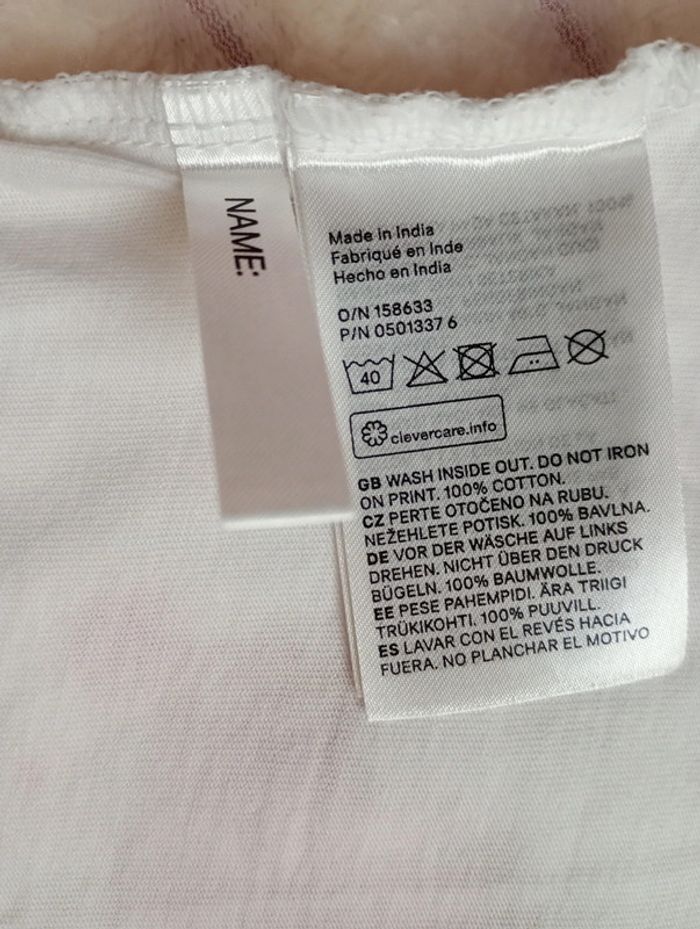 NAME:
Made in India
Fabriqué en Inde
Hecho en India
O/N 158633
P/N 0501337 6
40
clevercare.info
GB WASH INSIDE OUT. DO NOT IRON
ON PRINT. 100% COTTON.
CZ PERTE OTOČENO NA RUBU.
NEŽEHLETE POTISK. 100% BAVLNA.
DE VOR DER WÄSCHE AUF LINKS
DREHEN. NICHT ÜBER DEN DRUCK
BÜGELN. 100% BAUMWOLLE.
EE PESE PAHEMPIDI. ÄRA TRIIGI
TRÜKIKOHTI. 100% PUUVILL.
ES LAVAR CON EL REVÉS HACIA
FUERA. NO PLANCHAR EL MOTIVO